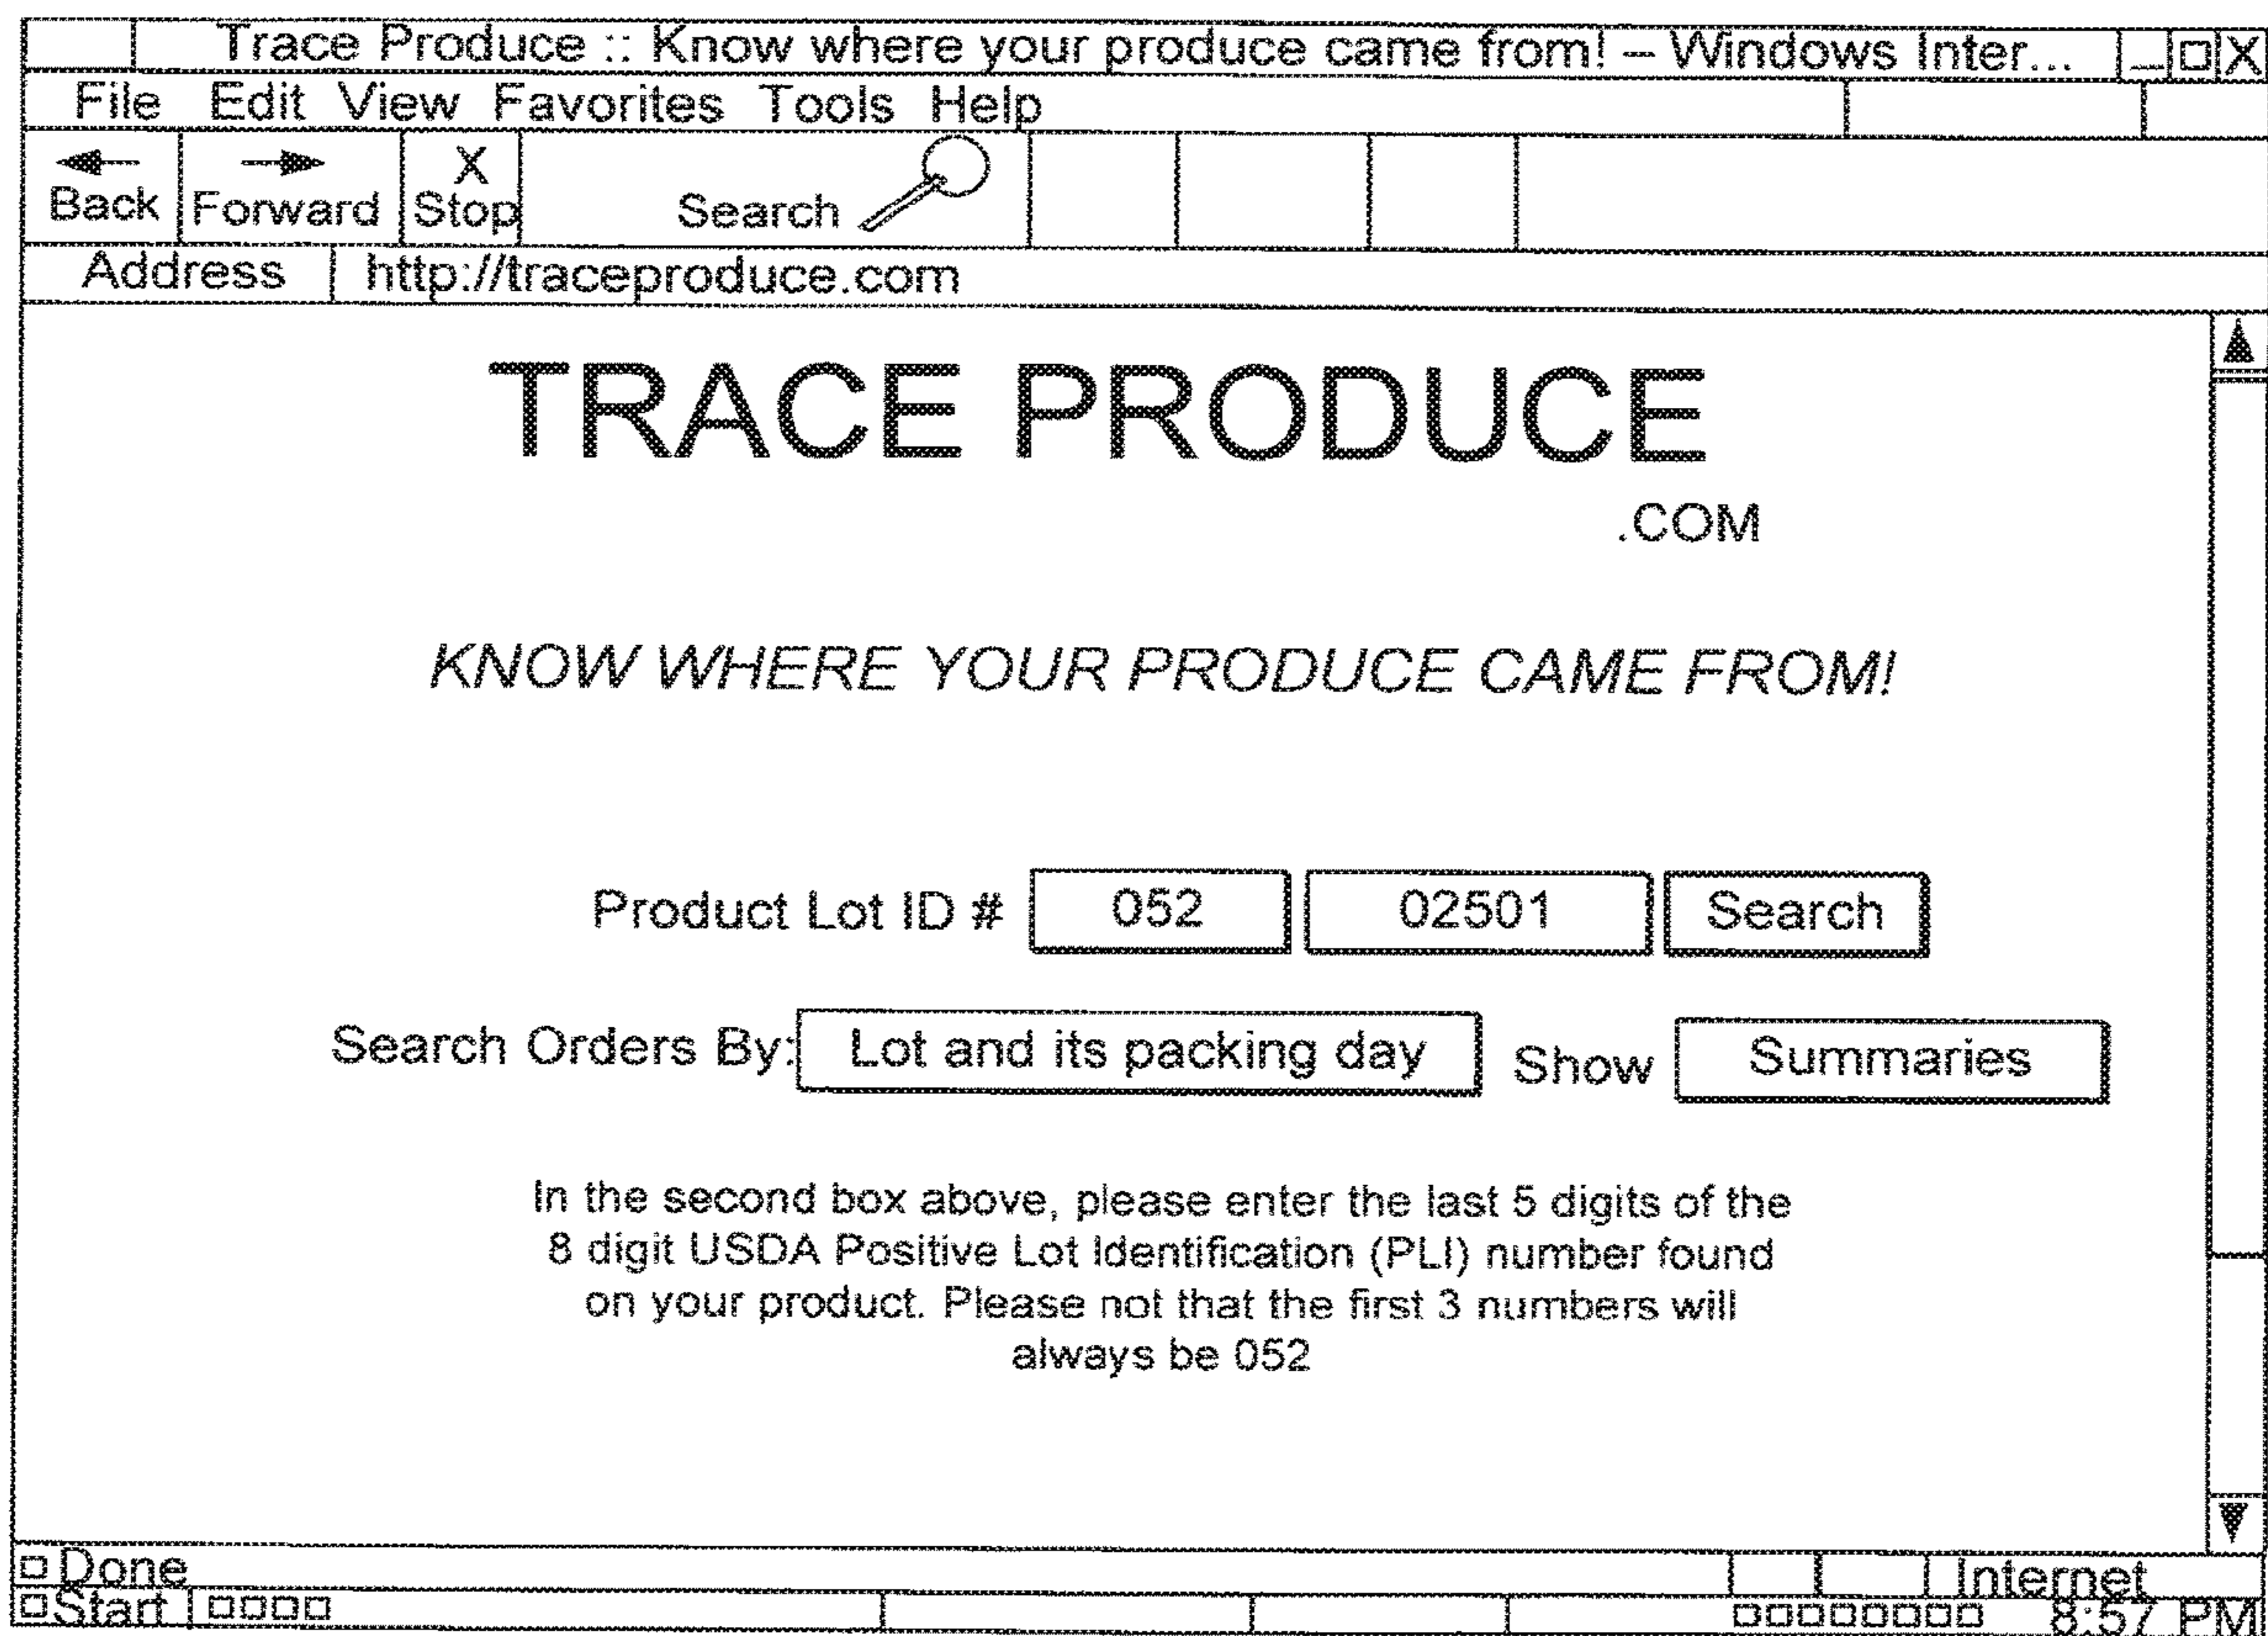 Trace Produce :: Know where your produce came from! – Windows Inter... X
File Edit View Favorites Tools Help
X
Back Forward Stop Search
Address http://traceproduce.com
TRACE PRODUCE
.COM
KNOW WHERE YOUR PRODUCE CAME FROM!
Product Lot ID # 052 02501 Search
Search Orders By: Lot and its packing day Show Summaries
In the second box above, please enter the last 5 digits of the
8 digit USDA Positive Lot Identification (PLI) number found
on your product. Please not that the first 3 numbers will
always be 052
Done Internet
Start 8:57 PM